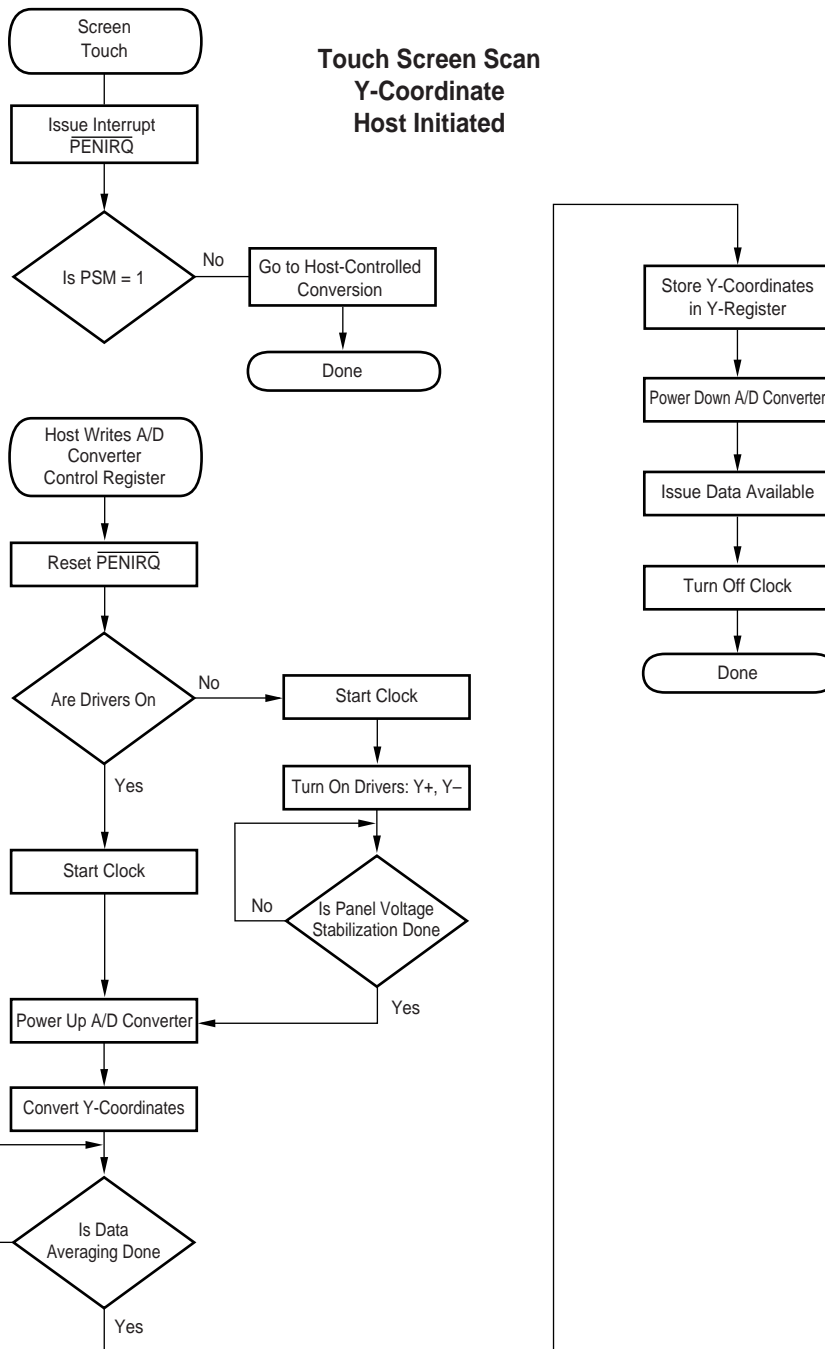 Touch Screen Scan
Y-Coordinate
Host Initiated
Screen
Touch
Issue Interrupt
PENIRQ
Is PSM = 1
No
Go to Host-Controlled
Conversion
Done
Host Writes A/D
Converter
Control Register
Reset PENIRQ
Are Drivers On
No
Start Clock
Turn On Drivers: Y+, Y–
Is Panel Voltage
Stabilization Done
No
Yes
Yes
Start Clock
Power Up A/D Converter
Convert Y-Coordinates
Is Data
Averaging Done
Yes
Store Y-Coordinates
in Y-Register
Power Down A/D Converter
Issue Data Available
Turn Off Clock
Done